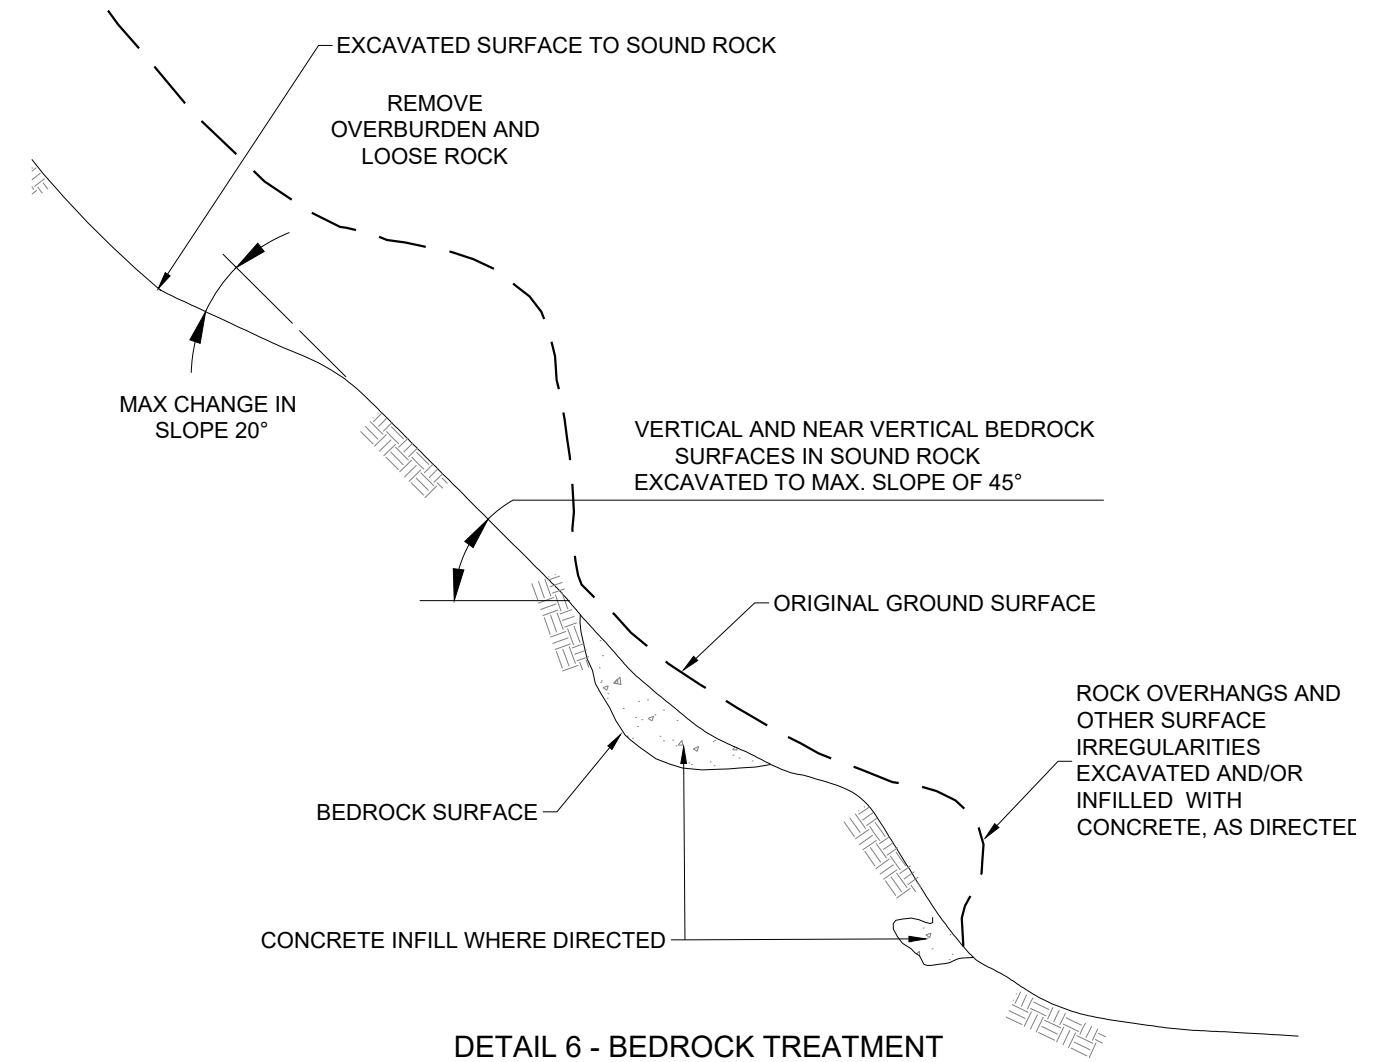 EXCAVATED SURFACE TO SOUND ROCK
REMOVE
OVERBURDEN AND
LOOSE ROCK
MAX CHANGE IN
SLOPE 20°
VERTICAL AND NEAR VERTICAL BEDROCK
SURFACES IN SOUND ROCK
EXCAVATED TO MAX. SLOPE OF 45°
ORIGINAL GROUND SURFACE
ROCK OVERHANGS AND
OTHER SURFACE
IRREGULARITIES
EXCAVATED AND/OR
INFILLED WITH
CONCRETE, AS DIRECTED
BEDROCK SURFACE
CONCRETE INFILL WHERE DIRECTED
DETAIL 6 - BEDROCK TREATMENT